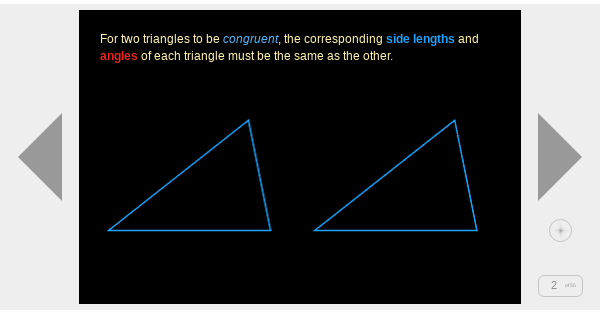 For two triangles to be congruent, the corresponding side lengths and
angles of each triangle must be the same as the other.
2